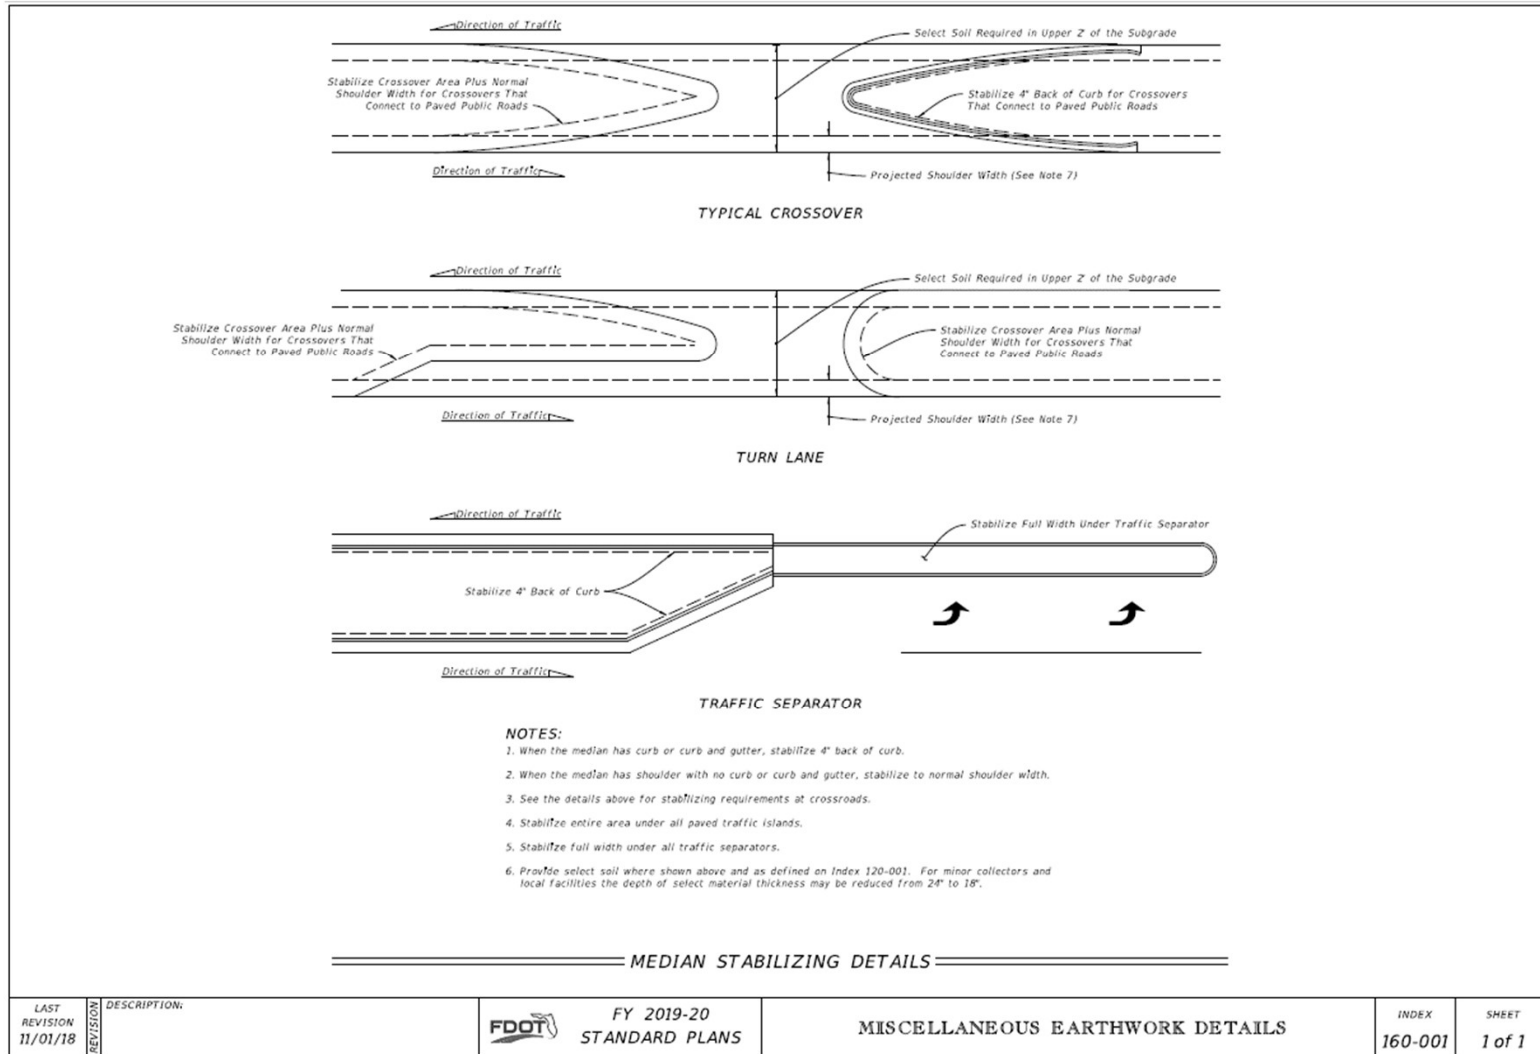 Direction of Traffic
Select Soil Required in Upper 2' of the Subgrade
Stabilize Crossover Area Plus Normal
Shoulder Width for Crossovers That
Connect to Paved Public Roads
Stabilize 4" Back of Curb for Crossovers
That Connect to Paved Public Roads
Direction of Traffic
Projected Shoulder Width (See Note 7)
TYPICAL CROSSOVER
Direction of Traffic
Select Soil Required in Upper 2' of the Subgrade
Stabilize Crossover Area Plus Normal
Shoulder Width for Crossovers That
Connect to Paved Public Roads
Stabilize Crossover Area Plus Normal
Shoulder Width for Crossovers That
Connect to Paved Public Roads
Direction of Traffic
Projected Shoulder Width (See Note 7)
TURN LANE
Direction of Traffic
Stabilize Full Width Under Traffic Separator
Stabilize 4" Back of Curb
Direction of Traffic
TRAFFIC SEPARATOR
NOTES:
1. When the median has curb or curb and gutter, stabilize 4" back of curb.
2. When the median has shoulder with no curb or curb and gutter, stabilize to normal shoulder width.
3. See the details above for stabilizing requirements at crossroads.
4. Stabilize entire area under all paved traffic islands.
5. Stabilize full width under all traffic separators.
6. Provide select soil where shown above and as defined on Index 120-001. For minor collectors and
local facilities the depth of select material thickness may be reduced from 24" to 18".
MEDIAN STABILIZING DETAILS
LAST
REVISION
11/01/18
REVISION
DESCRIPTION:
FDOT
FY 2019-20
STANDARD PLANS
MISCELLANEOUS EARTHWORK DETAILS
INDEX
160-001
SHEET
1 of 1